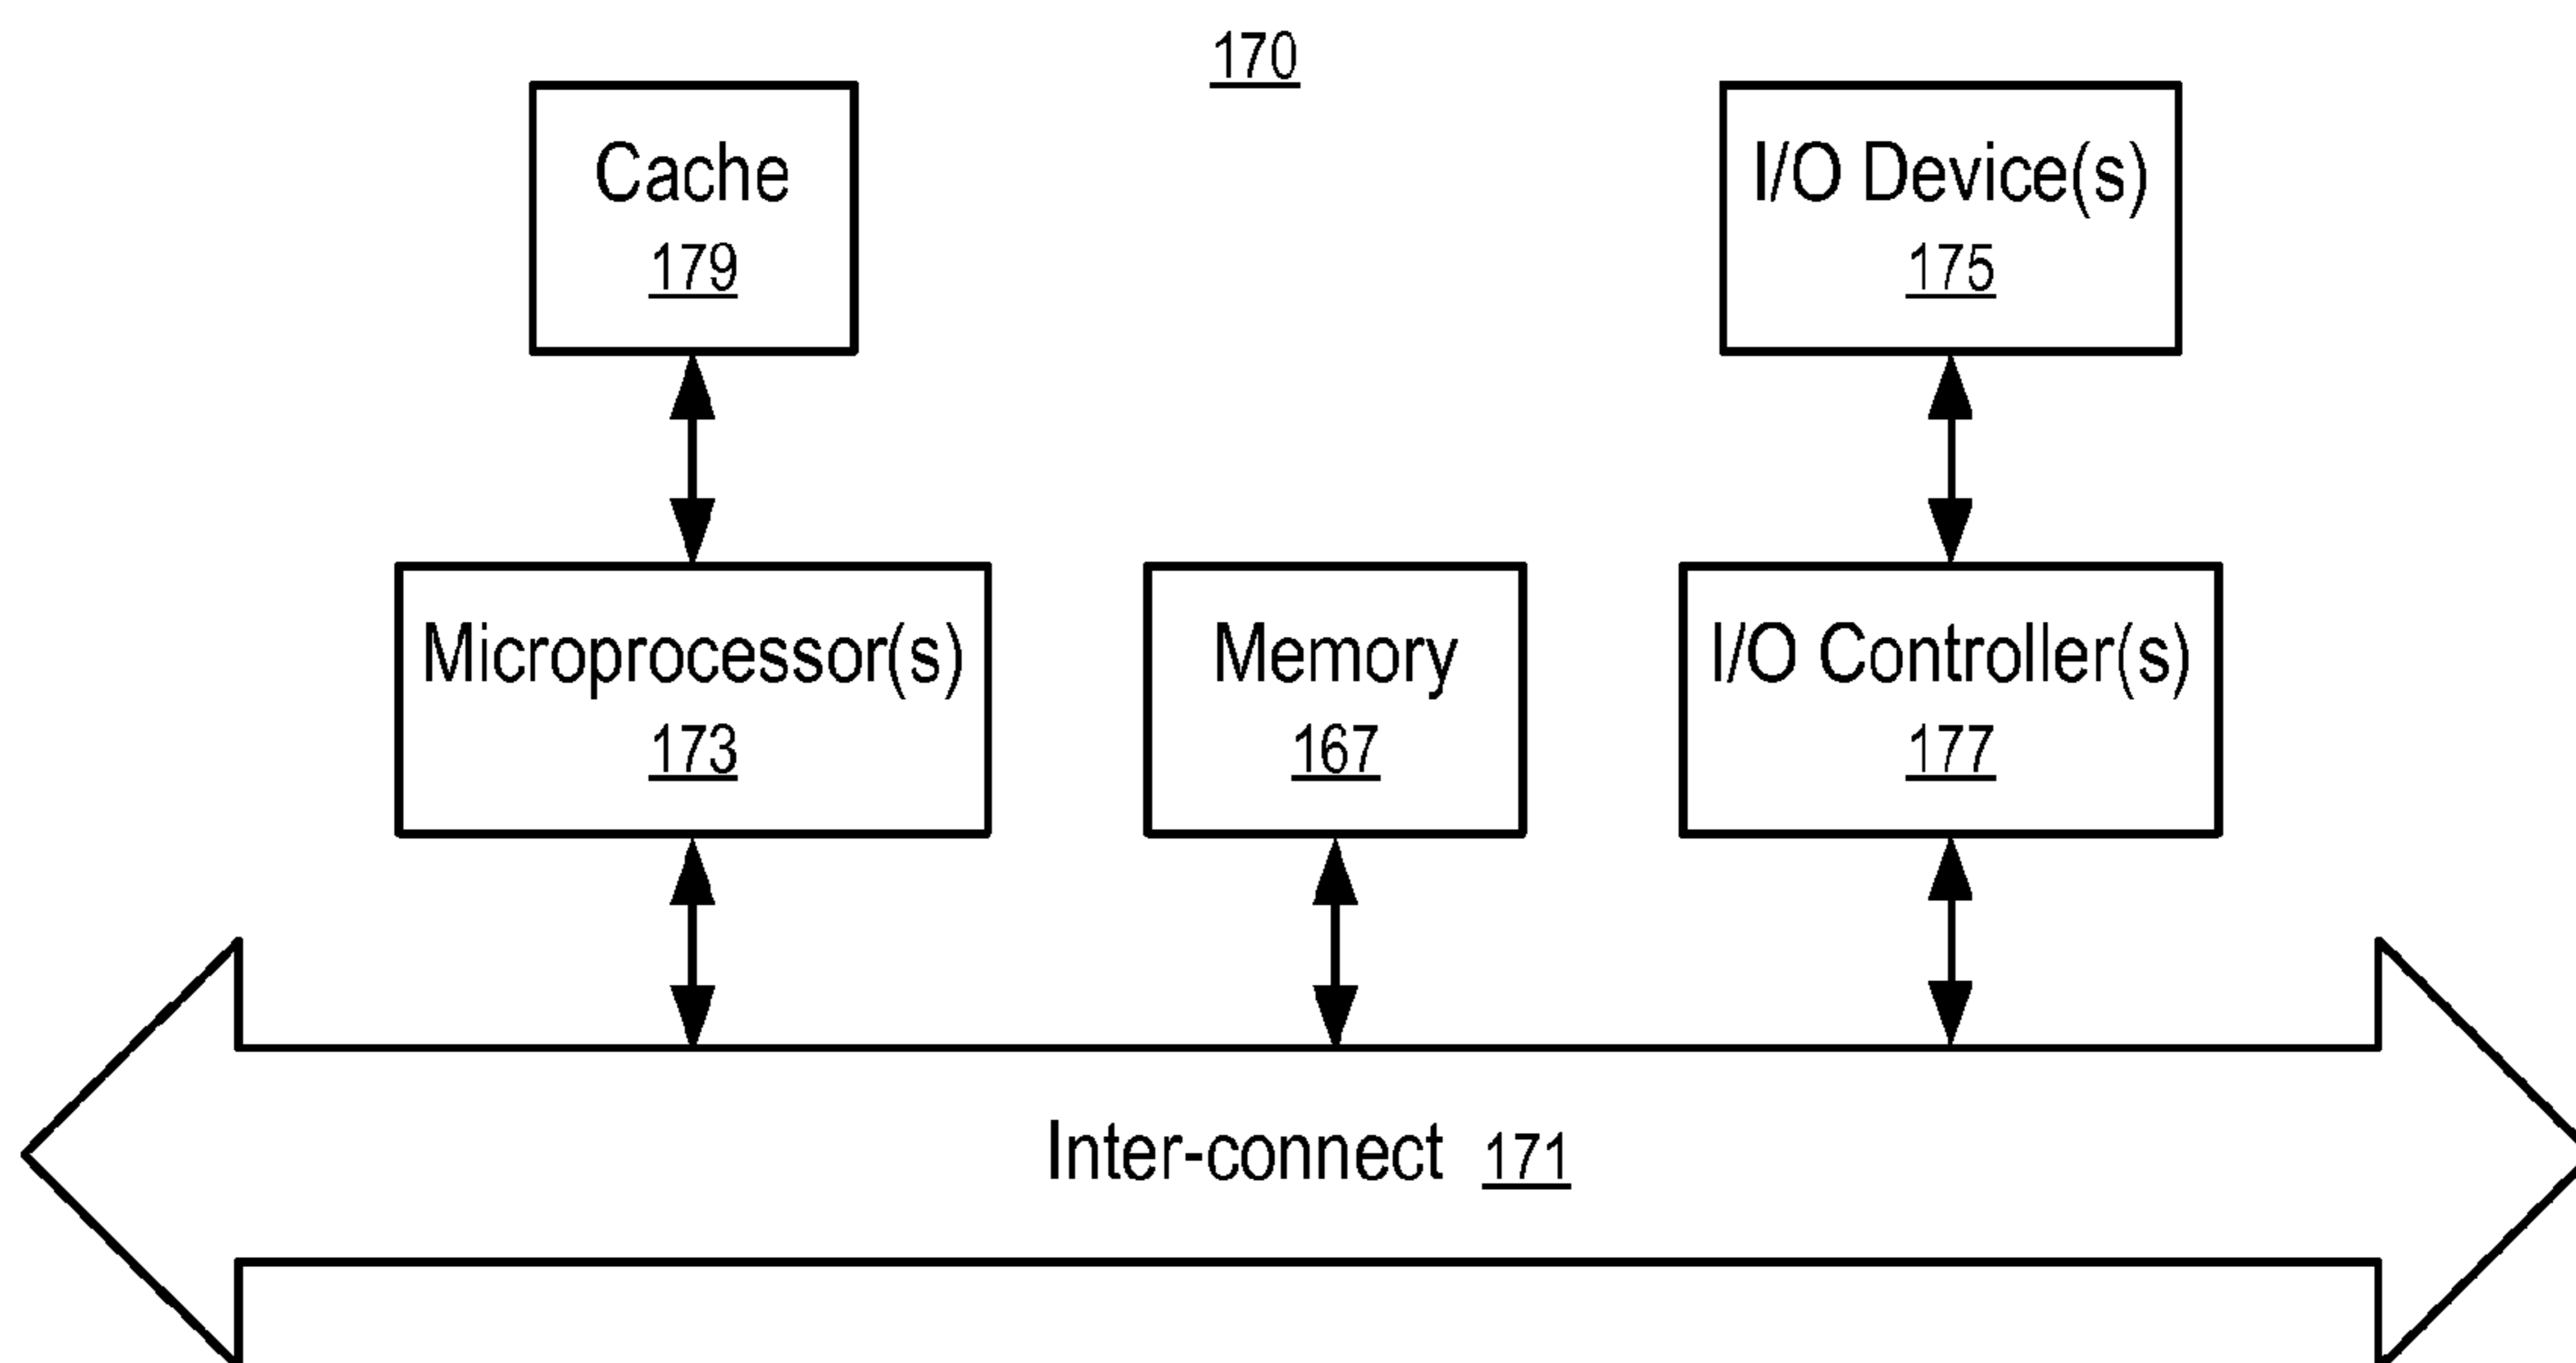 170
Cache
179
I/O Device(s)
175
Microprocessor(s)
173
Memory
167
I/O Controller(s)
177
Inter-connect 171